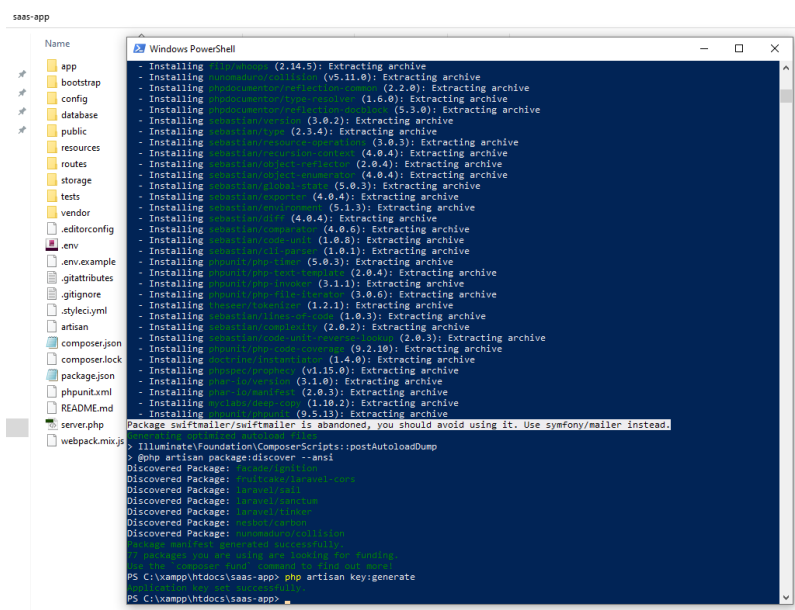 saas-app
Name
app
bootstrap
config
database
public
resources
routes
storage
tests
vendor
.editorconfig
.env
.env.example
.gitattributes
.gitignore
.styleci.yml
artisan
composer.json
composer.lock
package.json
phpunit.xml
README.md
server.php
webpack.mix.js
Windows PowerShell
- Installing filp/whoops (2.14.5): Extracting archive
- Installing nunomaduro/collision (v5.11.0): Extracting archive
- Installing phpdocumentor/reflection-common (2.2.0): Extracting archive
- Installing phpdocumentor/type-resolver (1.6.0): Extracting archive
- Installing phpdocumentor/reflection-docblock (5.3.0): Extracting archive
- Installing sebastian/version (3.0.2): Extracting archive
- Installing sebastian/type (2.3.4): Extracting archive
- Installing sebastian/resource-operations (3.0.3): Extracting archive
- Installing sebastian/recursion-context (4.0.4): Extracting archive
- Installing sebastian/object-reflector (2.0.4): Extracting archive
- Installing sebastian/object-enumerator (4.0.4): Extracting archive
- Installing sebastian/global-state (5.0.3): Extracting archive
- Installing sebastian/exporter (4.0.4): Extracting archive
- Installing sebastian/environment (5.1.3): Extracting archive
- Installing sebastian/diff (4.0.4): Extracting archive
- Installing sebastian/comparator (4.0.6): Extracting archive
- Installing sebastian/code-unit (1.0.8): Extracting archive
- Installing sebastian/cli-parser (1.0.1): Extracting archive
- Installing phpunit/php-timer (5.0.3): Extracting archive
- Installing phpunit/php-text-template (2.0.4): Extracting archive
- Installing phpunit/php-invoker (3.1.1): Extracting archive
- Installing phpunit/php-file-iterator (3.0.6): Extracting archive
- Installing theseer/tokenizer (1.2.1): Extracting archive
- Installing sebastian/lines-of-code (1.0.3): Extracting archive
- Installing sebastian/complexity (2.0.2): Extracting archive
- Installing sebastian/code-unit-reverse-lookup (2.0.3): Extracting archive
- Installing phpunit/php-code-coverage (9.2.10): Extracting archive
- Installing doctrine/instantiator (1.4.0): Extracting archive
- Installing phpspec/prophecy (v1.15.0): Extracting archive
- Installing phar-io/version (3.1.0): Extracting archive
- Installing phar-io/manifest (2.0.3): Extracting archive
- Installing myclabs/deep-copy (1.10.2): Extracting archive
- Installing phpunit/phpunit (9.5.13): Extracting archive
Package swiftmailer/swiftmailer is abandoned, you should avoid using it. Use symfony/mailer instead.
Generating optimized autoload files
> Illuminate\Foundation\ComposerScripts::postAutoloadDump
> @php artisan package:discover --ansi
Discovered Package: facade/ignition
Discovered Package: fruitcake/laravel-cors
Discovered Package: laravel/sail
Discovered Package: laravel/sanctum
Discovered Package: laravel/tinker
Discovered Package: nesbot/carbon
Discovered Package: nunomaduro/collision
Package manifest generated successfully.
77 packages you are using are looking for funding.
Use the `composer fund` command to find out more!
PS C:\xampp\htdocs\saas-app> php artisan key:generate
Application key set successfully.
PS C:\xampp\htdocs\saas-app> _